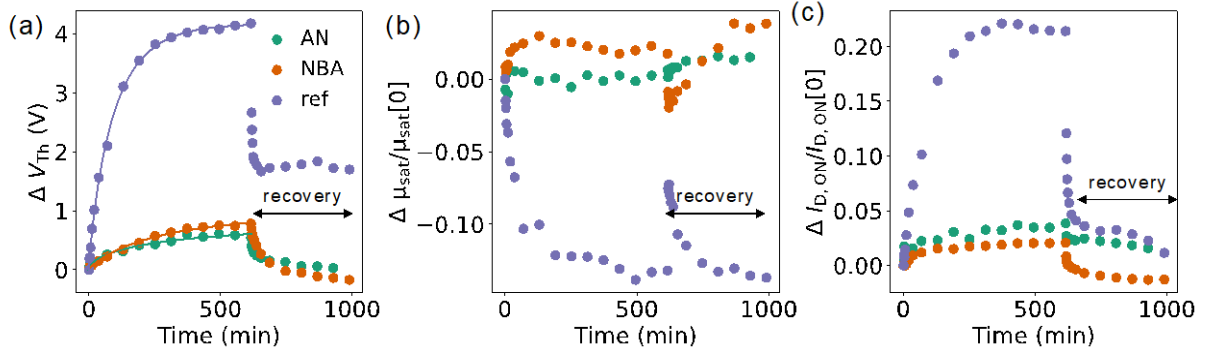 (a)
Δ V_Th (V)
4
3
2
1
0
AN
NBA
ref
recovery
0
500
1000
Time (min)
(b)
Δ μ_sat/μ_sat[0]
0.00
−0.05
−0.10
recovery
0
500
1000
Time (min)
(c)
Δ I_D, ON/I_D, ON[0]
0.20
0.15
0.10
0.05
0.00
recovery
0
500
1000
Time (min)